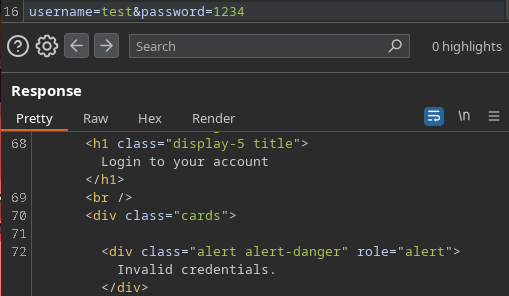 16 username=test&password=1234
Search
0 highlights
Response
Pretty Raw Hex Render \n
68 <h1 class="display-5 title">
Login to your account
</h1>
69 <br />
70 <div class="cards">
71
72 <div class="alert alert-danger" role="alert">
Invalid credentials.
</div>